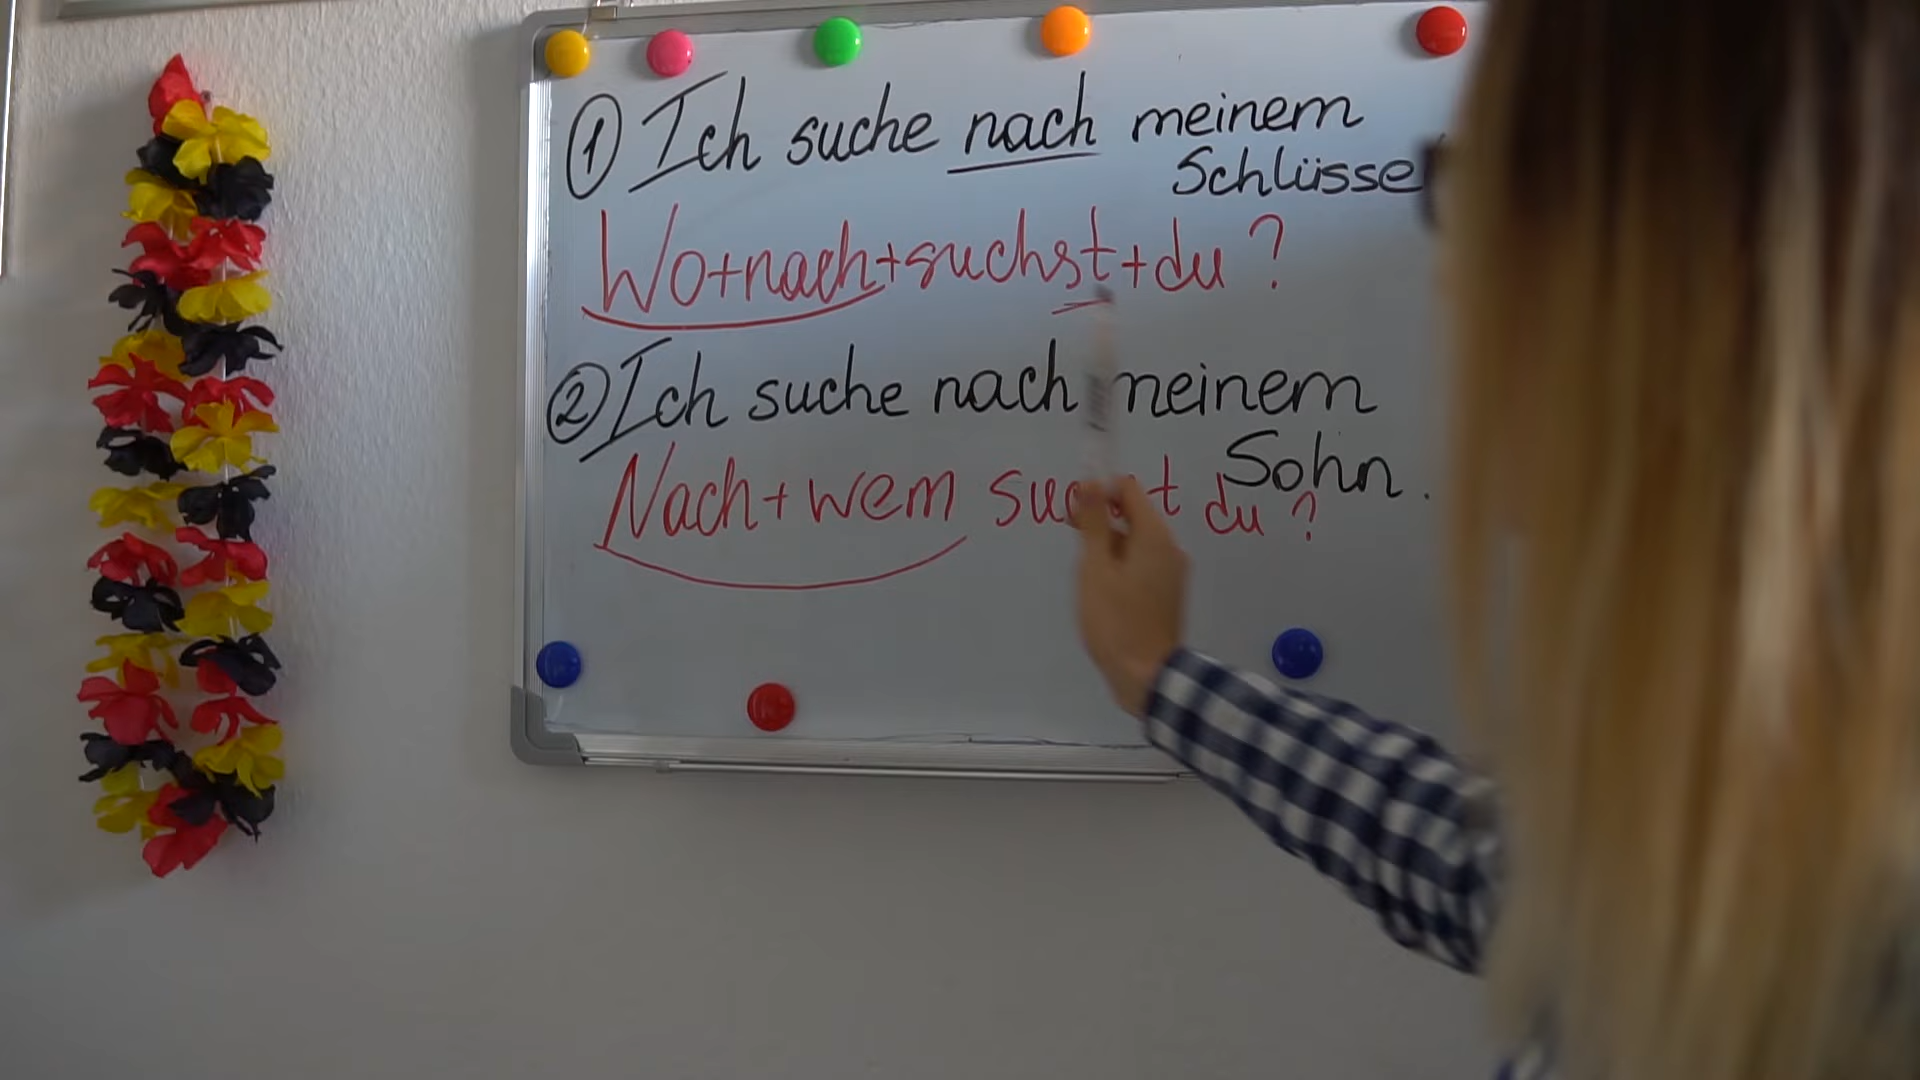 ① Ich suche nach meinem
Schlüssel
Wo+nach+suchst+du?
② Ich suche nach meinem
Sohn.
Nach+wem du?